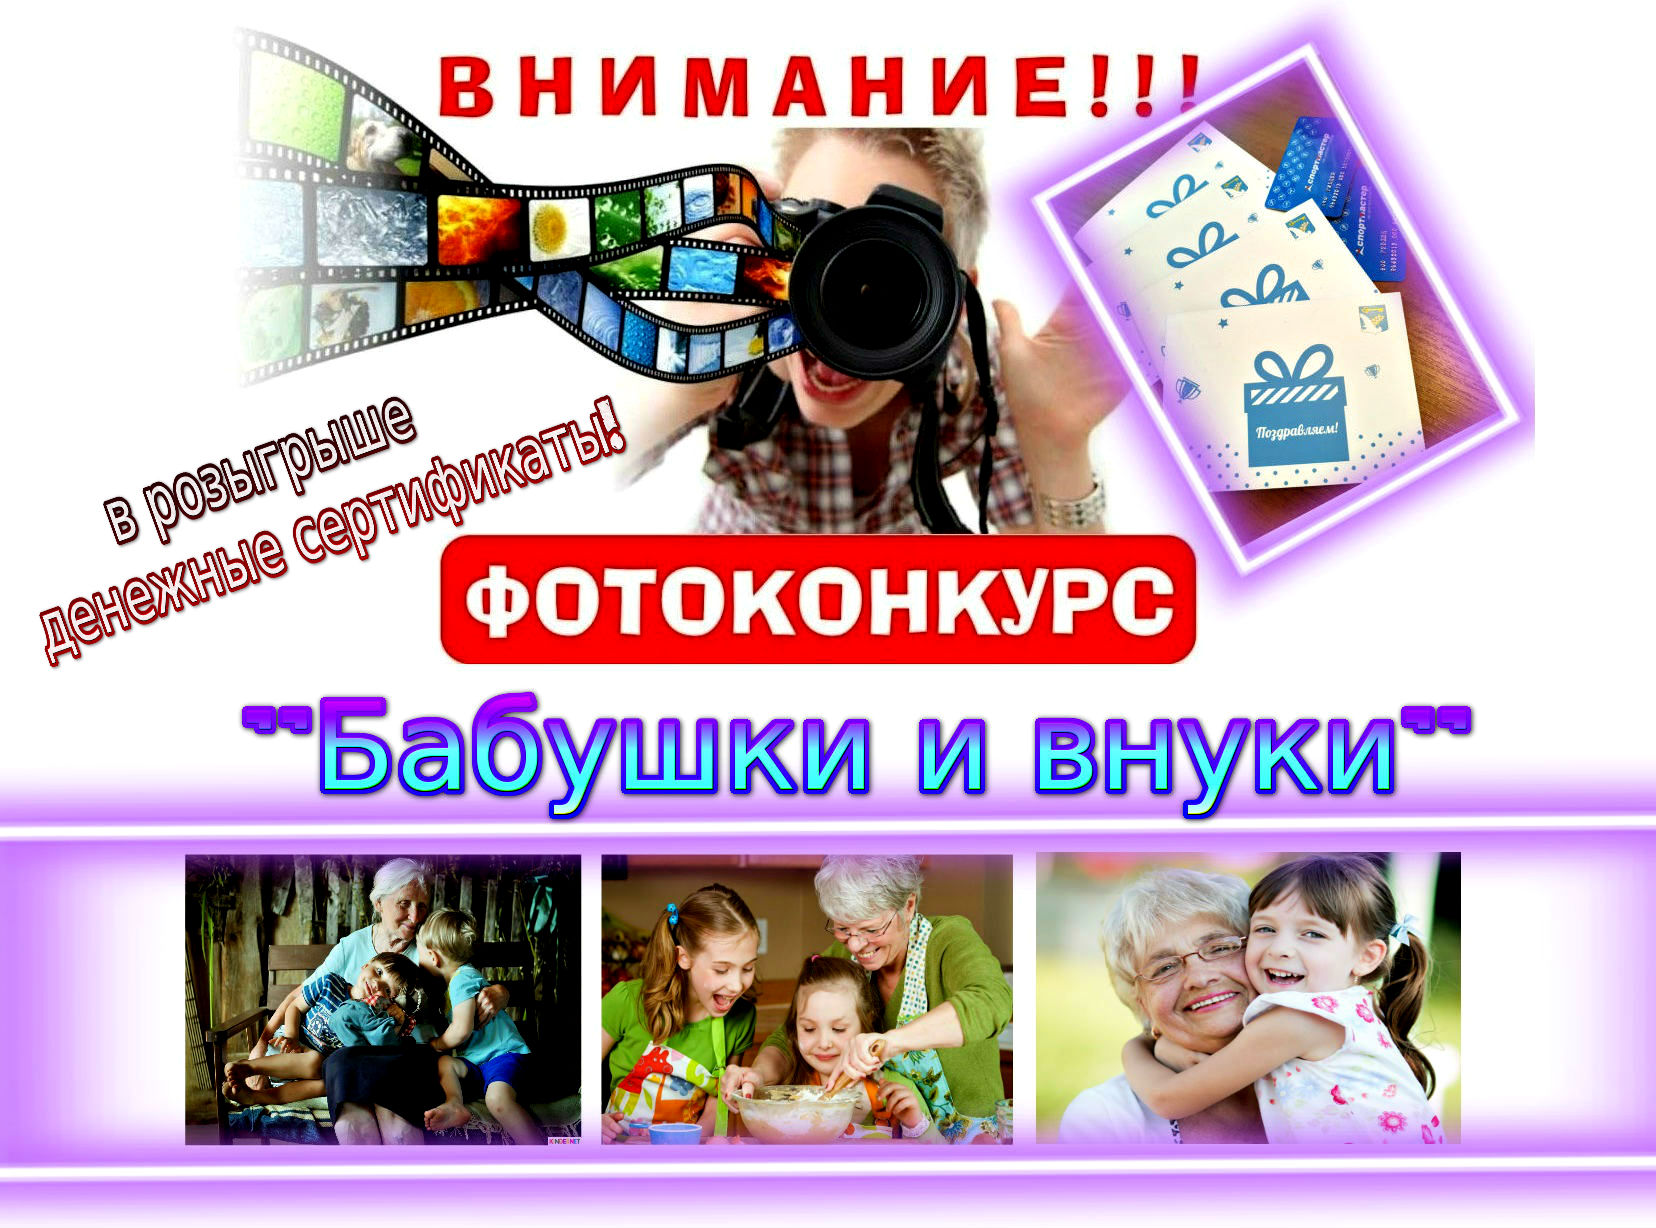 ВНИМАНИЕ!!!
спортмастер
спортмастер
Поздравляем!
в розыгрыше
денежные сертификаты!
ФОТОКОНКУРС
"Бабушки и внуки"